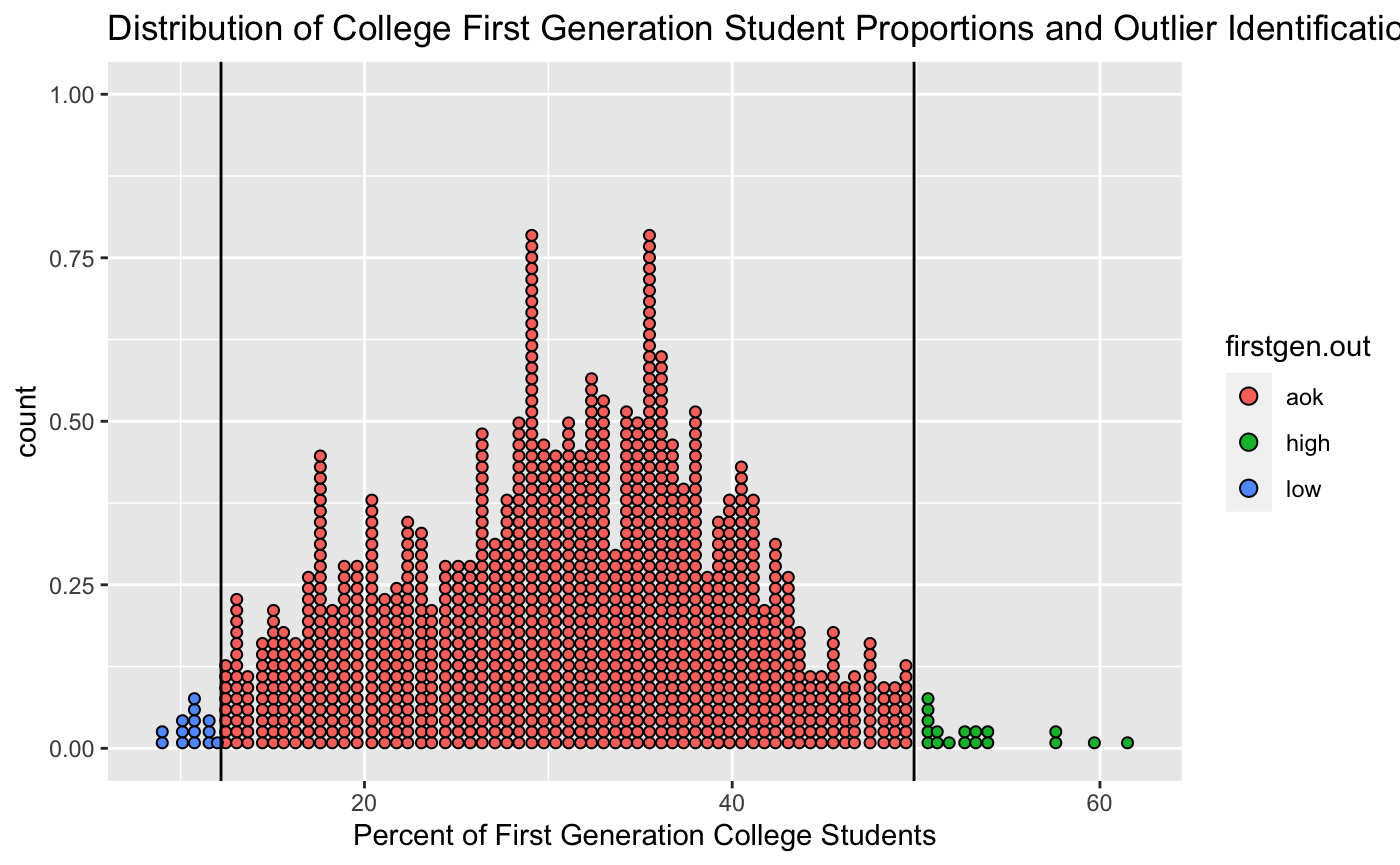 Distribution of College First Generation Student Proportions and Outlier Identificatio
1.00
0.75
0.50
0.25
0.00
count
20
40
60
Percent of First Generation College Students
firstgen.out
aok
high
low